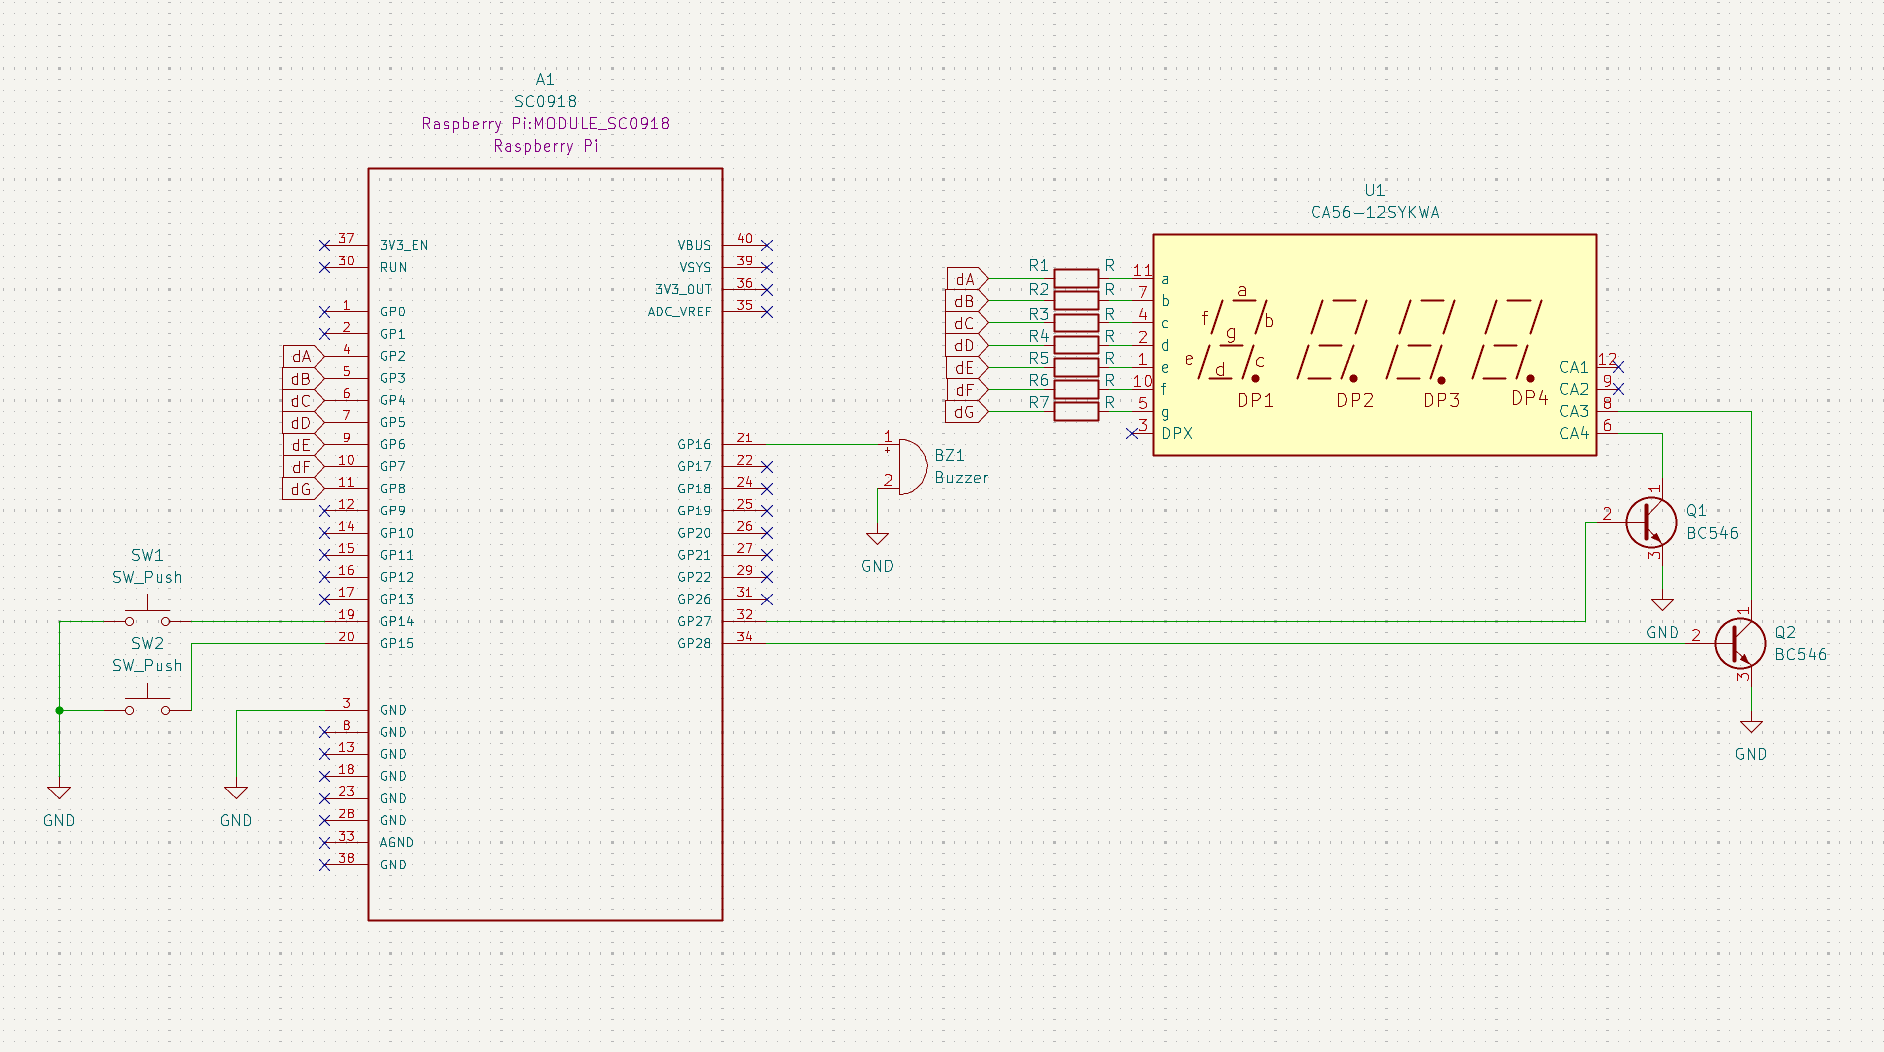 A1
SC0918
Raspberry Pi:MODULE_SC0918
Raspberry Pi
37 3V3_EN
30 RUN
1 GP0
2 GP1
dA 4 GP2
dB 5 GP3
dC 6 GP4
dD 7 GP5
dE 9 GP6
dF 10 GP7
dG 11 GP8
12 GP9
14 GP10
15 GP11
16 GP12
17 GP13
19 GP14
20 GP15
3 GND
8 GND
13 GND
18 GND
23 GND
28 GND
33 AGND
38 GND
VBUS 40
VSYS 39
3V3_OUT 36
ADC_VREF 35
GP16 21
GP17 22
GP18 24
GP19 25
GP20 26
GP21 27
GP22 29
GP26 31
GP27 32
GP28 34
SW1
SW_Push
SW2
SW_Push
GND
GND
1
+
2
BZ1
Buzzer
GND
U1
CA56-12SYKWA
dA R1 R 11 a
dB R2 R 7 b
dC R3 R 4 c
dD R4 R 2 d
dE R5 R 1 e
dF R6 R 10 f
dG R7 R 5 g
3 DPX
a
f
b
g
e
c
d
DP1 DP2 DP3 DP4
CA1 12
CA2 9
CA3 8
CA4 6
1
2
3
Q1
BC546
GND
1
2
3
Q2
BC546
GND